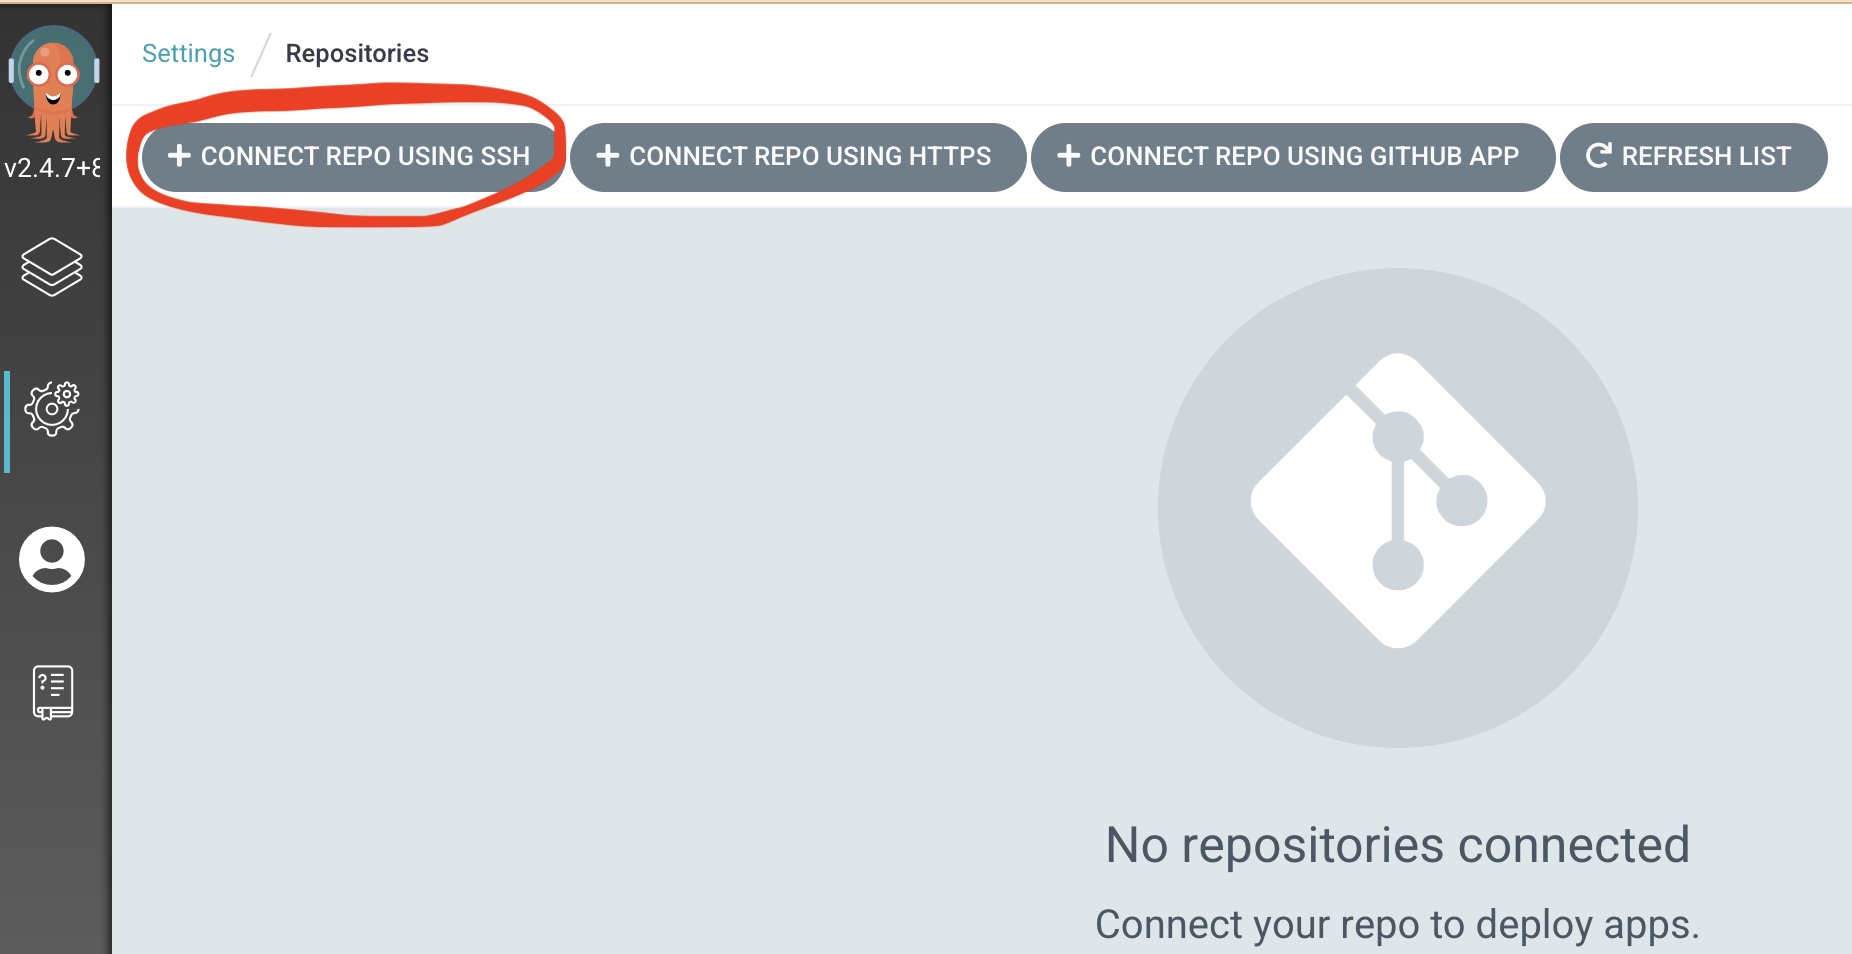 Settings / Repositories
+ CONNECT REPO USING SSH + CONNECT REPO USING HTTPS + CONNECT REPO USING GITHUB APP REFRESH LIST
v2.4.7+
No repositories connected
Connect your repo to deploy apps.